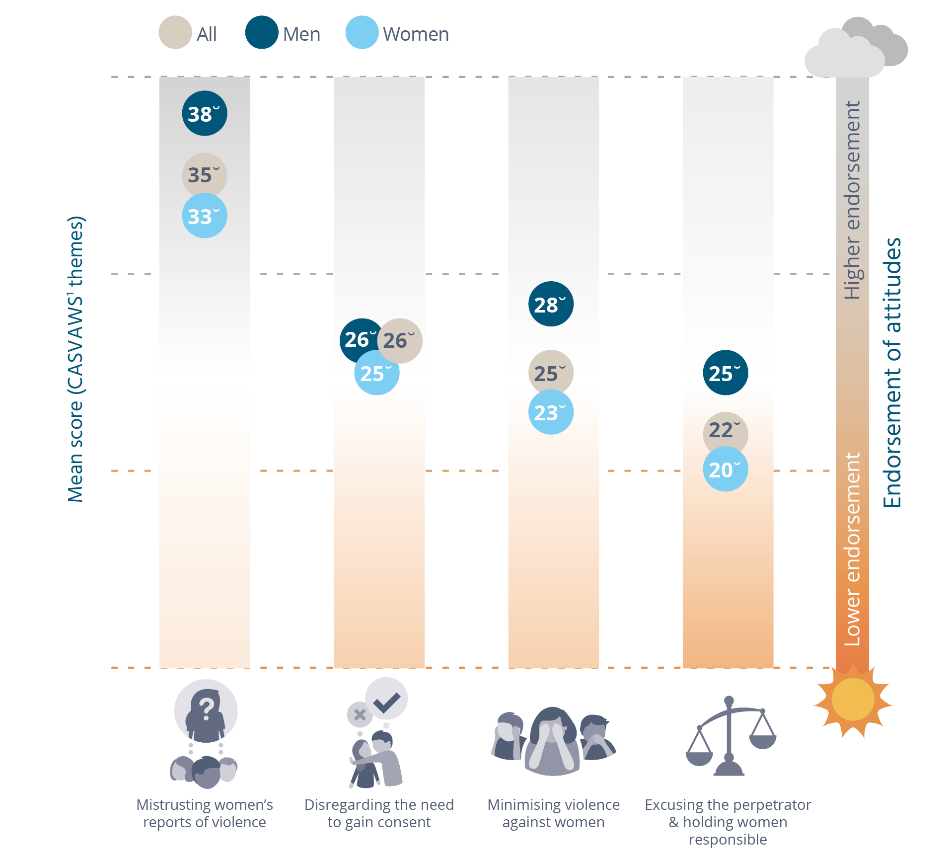 All
Men
Women
Mean score (CASVAWS¹ themes)
38˘
35˘
33˘
26˘
26˘
25˘
28˘
25˘
23˘
25˘
22˘
20˘
Higher endorsement
Lower endorsement
Endorsement of attitudes
?
Mistrusting women’s
reports of violence
Disregarding the need
to gain consent
Minimising violence
against women
Excusing the perpetrator
& holding women
responsible